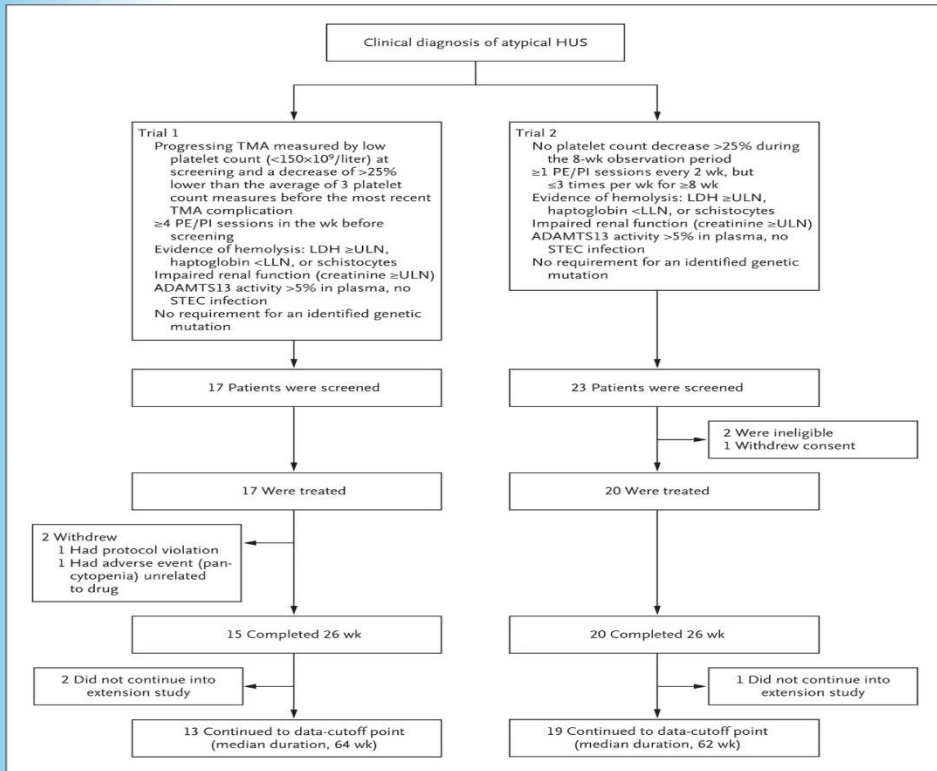 Clinical diagnosis of atypical HUS
Trial 1
Progressing TMA measured by low
platelet count (<150×10⁹/liter) at
screening and a decrease of >25%
lower than the average of 3 platelet
count measures before the most recent
TMA complication
≥4 PE/PI sessions in the wk before
screening
Evidence of hemolysis: LDH ≥ULN,
haptoglobin <LLN, or schistocytes
Impaired renal function (creatinine ≥ULN)
ADAMTS13 activity >5% in plasma, no
STEC infection
No requirement for an identified genetic
mutation
Trial 2
No platelet count decrease >25% during
the 8-wk observation period
≥1 PE/PI sessions every 2 wk, but
≤3 times per wk for ≥8 wk
Evidence of hemolysis: LDH ≥ULN,
haptoglobin <LLN, or schistocytes
Impaired renal function (creatinine ≥ULN)
ADAMTS13 activity >5% in plasma, no
STEC infection
No requirement for an identified genetic
mutation
17 Patients were screened
23 Patients were screened
2 Were ineligible
1 Withdrew consent
17 Were treated
20 Were treated
2 Withdrew
1 Had protocol violation
1 Had adverse event (pan-
cytopenia) unrelated
to drug
15 Completed 26 wk
20 Completed 26 wk
2 Did not continue into
extension study
1 Did not continue into
extension study
13 Continued to data-cutoff point
(median duration, 64 wk)
19 Continued to data-cutoff point
(median duration, 62 wk)